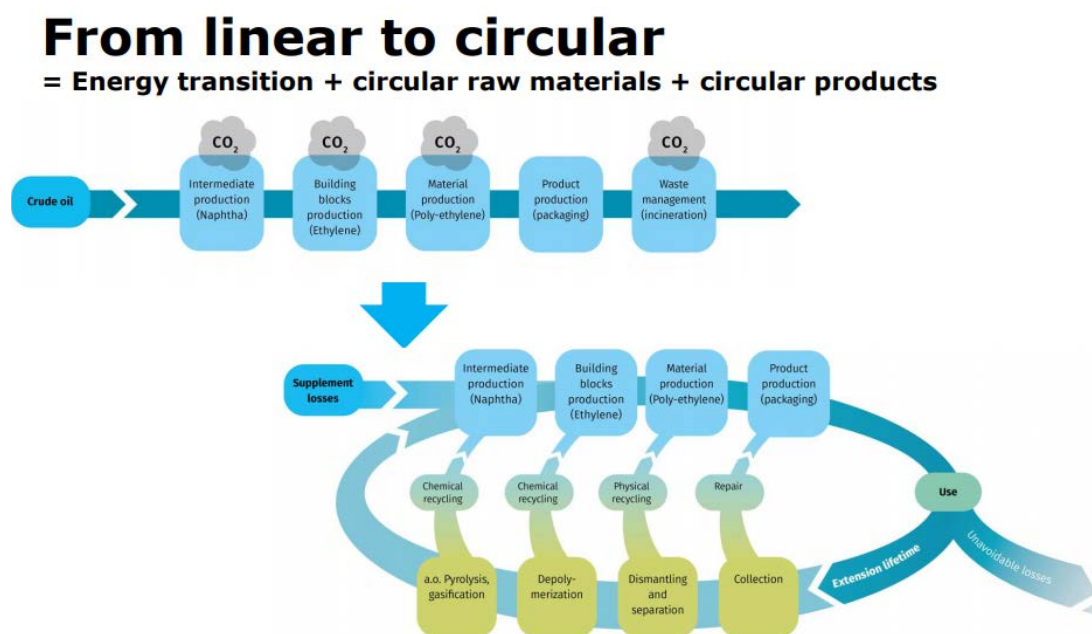 From linear to circular
= Energy transition + circular raw materials + circular products
CO2
CO2
CO2
CO2
Crude oil
Intermediate
production
(Naphtha)
Building
blocks
production
(Ethylene)
Material
production
(Poly-ethylene)
Product
production
(packaging)
Waste
management
(incineration)
Supplement
losses
Intermediate
production
(Naphtha)
Building
blocks
production
(Ethylene)
Material
production
(Poly-ethylene)
Product
production
(packaging)
Chemical
recycling
Chemical
recycling
Physical
recycling
Repair
Use
a.o. Pyrolysis,
gasification
Depoly-
merization
Dismantling
and
separation
Collection
Extension lifetime
Unavoidable losses